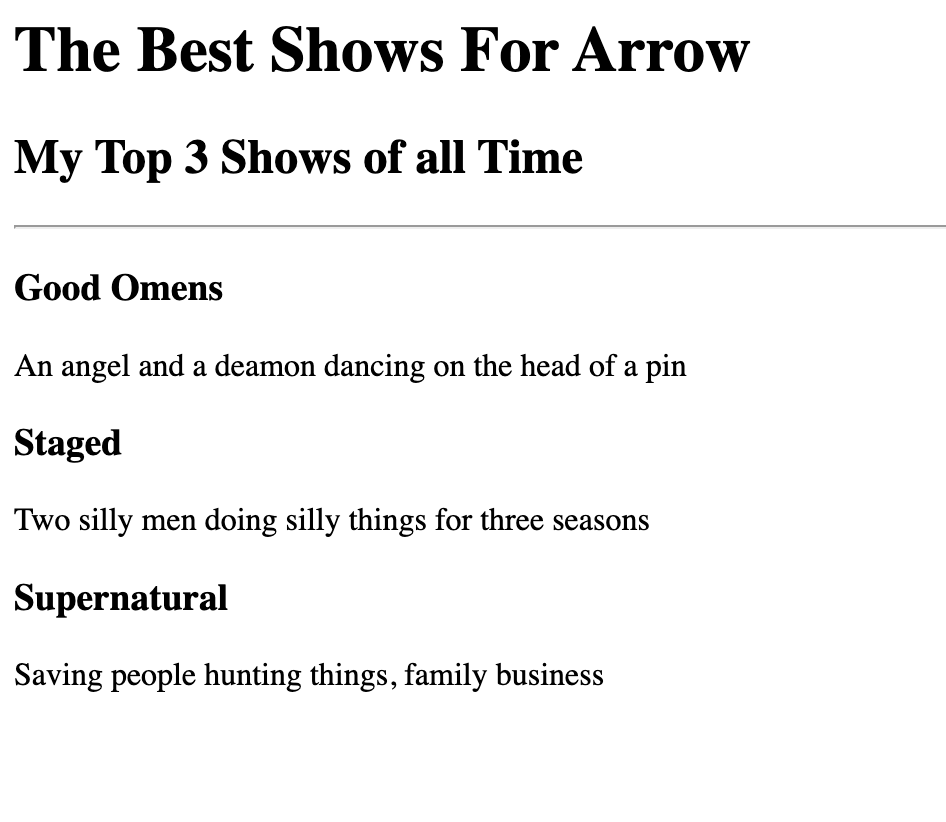 The Best Shows For Arrow
My Top 3 Shows of all Time
Good Omens
An angel and a deamon dancing on the head of a pin
Staged
Two silly men doing silly things for three seasons
Supernatural
Saving people hunting things, family business